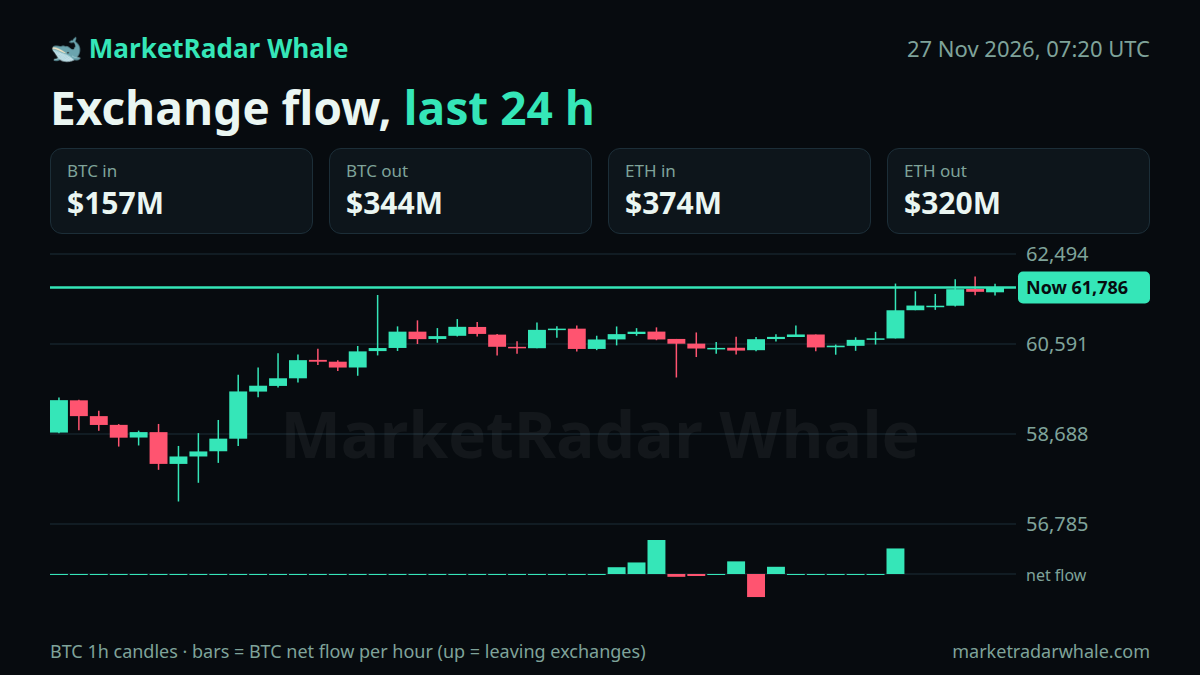 🐳 MarketRadar Whale
27 Nov 2026, 07:20 UTC
Exchange flow, last 24 h
BTC in
$157M
BTC out
$344M
ETH in
$374M
ETH out
$320M
62,494
Now 61,786
60,591
MarketRadar Whale
58,688
56,785
net flow
BTC 1h candles · bars = BTC net flow per hour (up = leaving exchanges)
marketradarwhale.com